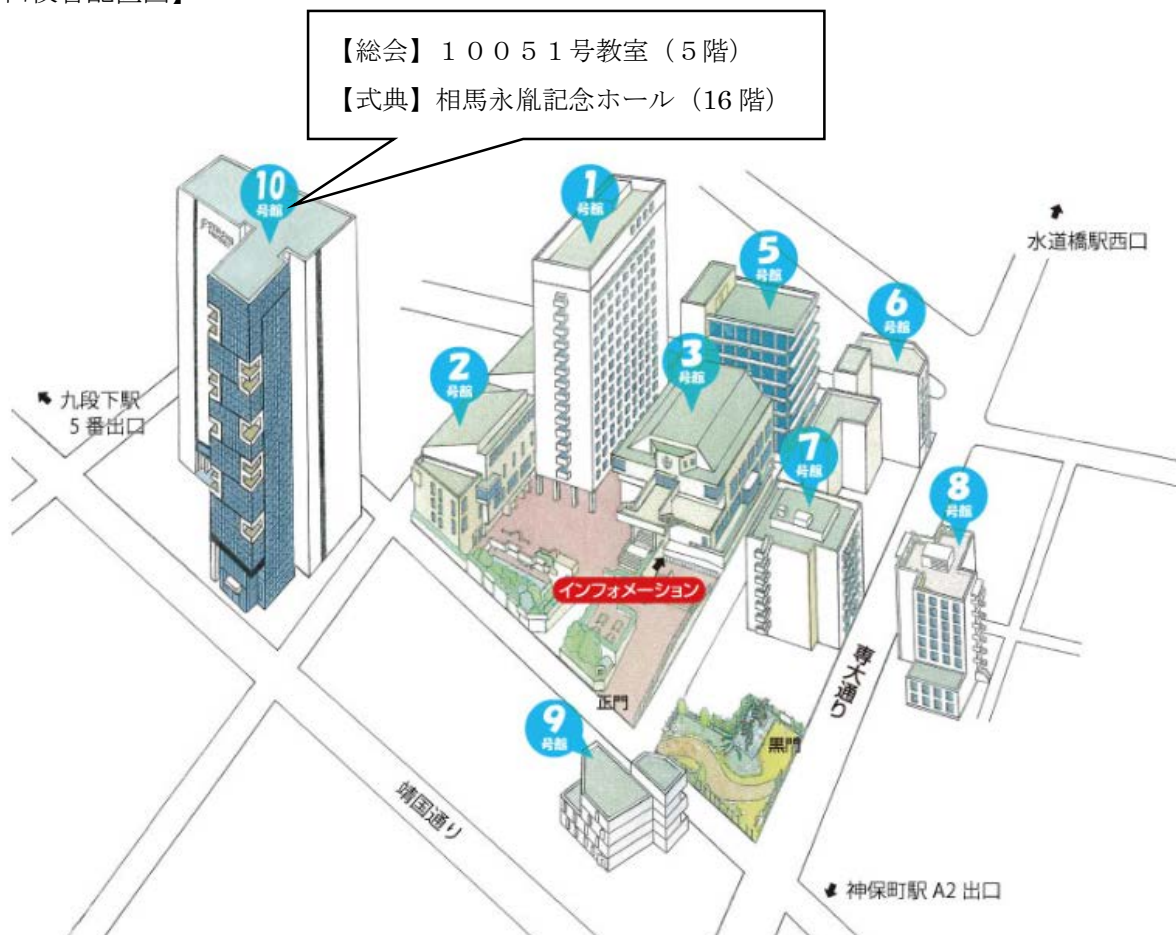 【総会】１００５１号教室（５階）
【式典】相馬永胤記念ホール（16 階）
10
号館
1
号館
5
号館
水道橋駅西口
6
号館
3
号館
2
号館
九段下駅
5 番出口
7
号館
8
号館
インフォメーション
専大通り
正門
9
号館
黒門
靖国通り
神保町駅 A2 出口